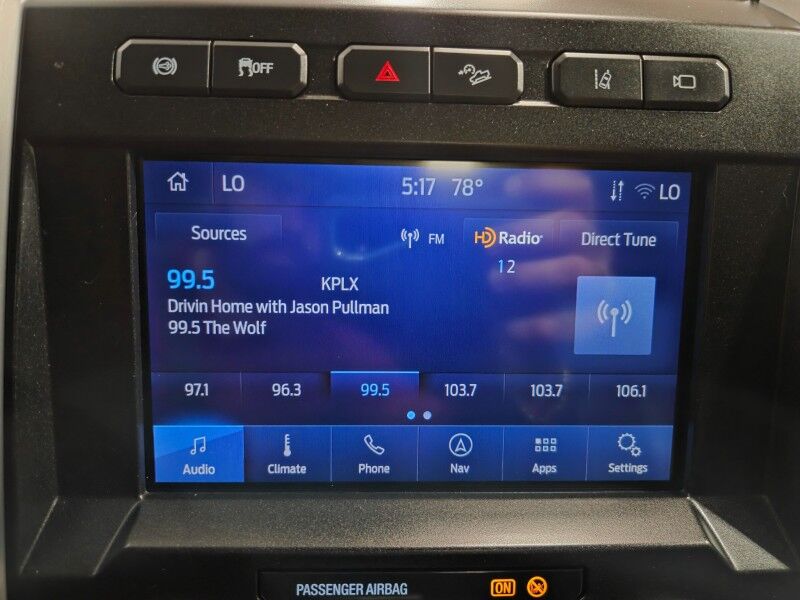 OFF
LO 5:17 78° LO
Sources FM HD Radio Direct Tune
1 2
99.5 KPLX
Drivin Home with Jason Pullman
99.5 The Wolf
97.1 96.3 99.5 103.7 103.7 106.1
Audio Climate Phone Nav Apps Settings
PASSENGER AIRBAG ON